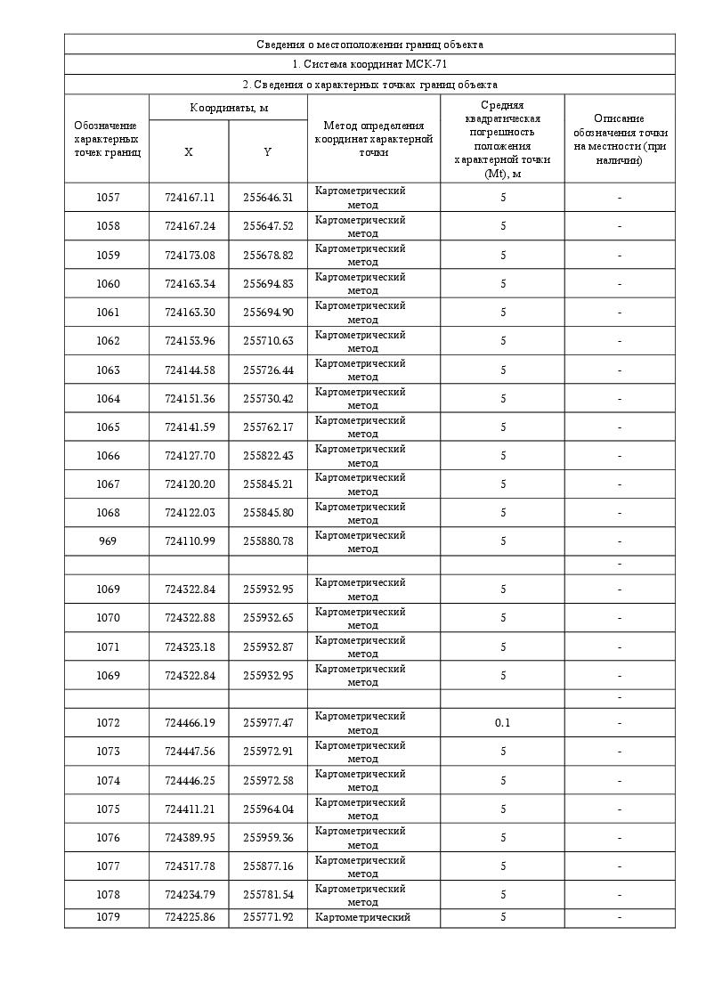 Сведения о местоположении границ объекта
1. Система координат МСК-71
2. Сведения о характерных точках границ объекта
Обозначение характерных точек границ | Координаты, м | Метод определения координат характерной точки | Средняя квадратическая погрешность положения характерной точки (Mt), м | Описание обозначения точки на местности (при наличии)
X | Y
1057 724167.11 255646.31 Картометрический метод 5 -
1058 724167.24 255647.52 Картометрический метод 5 -
1059 724173.08 255678.82 Картометрический метод 5 -
1060 724163.34 255694.83 Картометрический метод 5 -
1061 724163.30 255694.90 Картометрический метод 5 -
1062 724153.96 255710.63 Картометрический метод 5 -
1063 724144.58 255726.44 Картометрический метод 5 -
1064 724151.36 255730.42 Картометрический метод 5 -
1065 724141.59 255762.17 Картометрический метод 5 -
1066 724127.70 255822.43 Картометрический метод 5 -
1067 724120.20 255845.21 Картометрический метод 5 -
1068 724122.03 255845.80 Картометрический метод 5 -
969 724110.99 255880.78 Картометрический метод 5 -
-
1069 724322.84 255932.95 Картометрический метод 5 -
1070 724322.88 255932.65 Картометрический метод 5 -
1071 724323.18 255932.87 Картометрический метод 5 -
1069 724322.84 255932.95 Картометрический метод 5 -
-
1072 724466.19 255977.47 Картометрический метод 0.1 -
1073 724447.56 255972.91 Картометрический метод 5 -
1074 724446.25 255972.58 Картометрический метод 5 -
1075 724411.21 255964.04 Картометрический метод 5 -
1076 724389.95 255959.36 Картометрический метод 5 -
1077 724317.78 255877.16 Картометрический метод 5 -
1078 724234.79 255781.54 Картометрический метод 5 -
1079 724225.86 255771.92 Картометрический 5 -